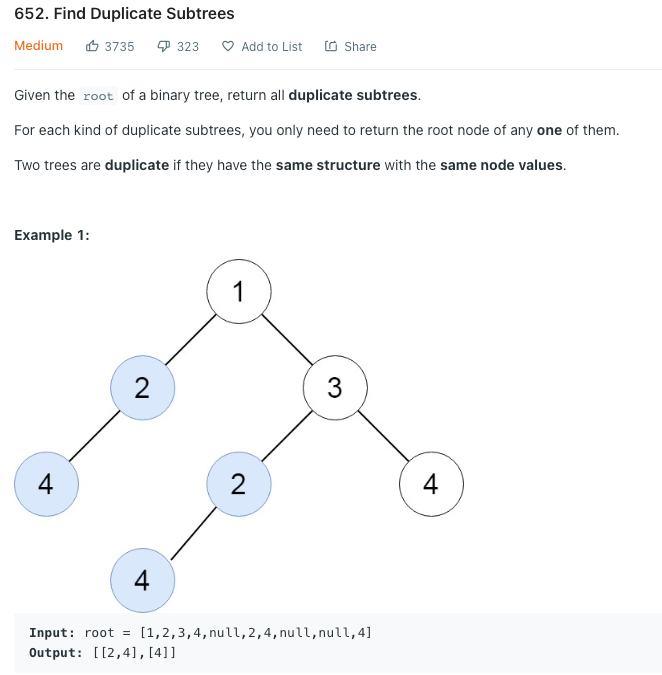 652. Find Duplicate Subtrees
Medium 3735 323 Add to List Share
Given the root of a binary tree, return all duplicate subtrees.
For each kind of duplicate subtrees, you only need to return the root node of any one of them.
Two trees are duplicate if they have the same structure with the same node values.
Example 1:
1
2 3
4 2 4
4
Input: root = [1,2,3,4,null,2,4,null,null,4]
Output: [[2,4],[4]]